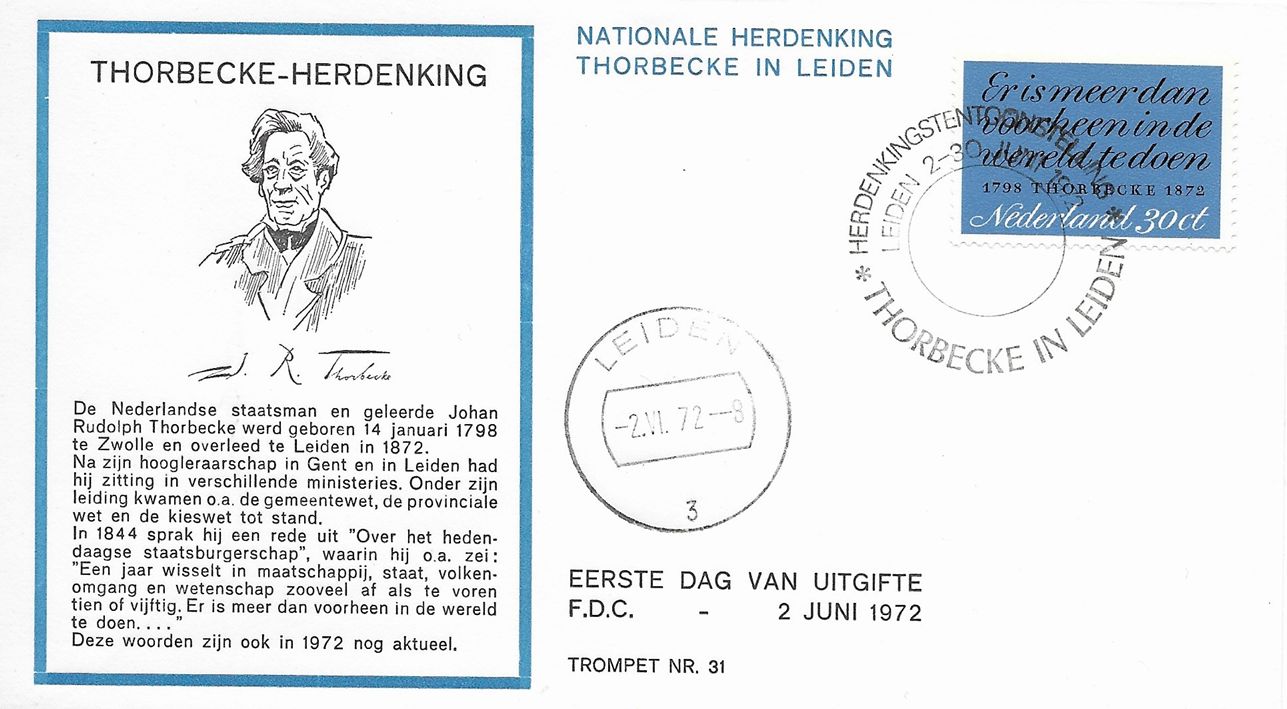 THORBECKE-HERDENKING
J. R. Thorbecke
De Nederlandse staatsman en geleerde Johan
Rudolph Thorbecke werd geboren 14 januari 1798
te Zwolle en overleed te Leiden in 1872.
Na zijn hoogleraarschap in Gent en in Leiden had
hij zitting in verschillende ministeries. Onder zijn
leiding kwamen o.a. de gemeentewet, de provinciale
wet en de kieswet tot stand.
In 1844 sprak hij een rede uit "Over het heden-
daagse staatsburgerschap", waarin hij o.a. zei:
"Een jaar wisselt in maatschappij, staat, volken-
omgang en wetenschap zooveel af als te voren
tien of vijftig. Er is meer dan voorheen in de wereld
te doen...."
Deze woorden zijn ook in 1972 nog aktueel.
NATIONALE HERDENKING
THORBECKE IN LEIDEN
Er is meer dan
voorheen in de
wereld te doen
1798 THORBECKE 1872
Nederland 30 ct
* HERDENKINGSTENTOONSTELLING *
LEIDEN 2-30 JUNI 1972
THORBECKE IN LEIDEN
LEIDEN
-2.VI.72--8
3
EERSTE DAG VAN UITGIFTE
F.D.C. - 2 JUNI 1972
TROMPET NR. 31